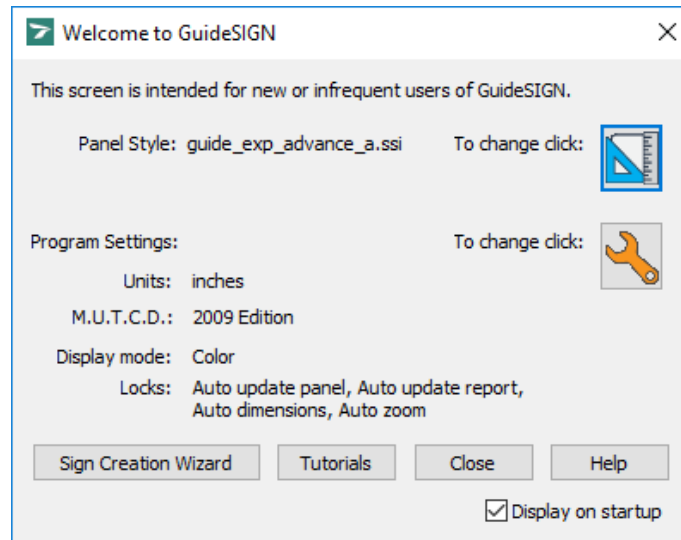 Welcome to GuideSIGN
This screen is intended for new or infrequent users of GuideSIGN.
Panel Style: guide_exp_advance_a.ssi To change click:
Program Settings: To change click:
Units: inches
M.U.T.C.D.: 2009 Edition
Display mode: Color
Locks: Auto update panel, Auto update report,
Auto dimensions, Auto zoom
Sign Creation Wizard Tutorials Close Help
Display on startup